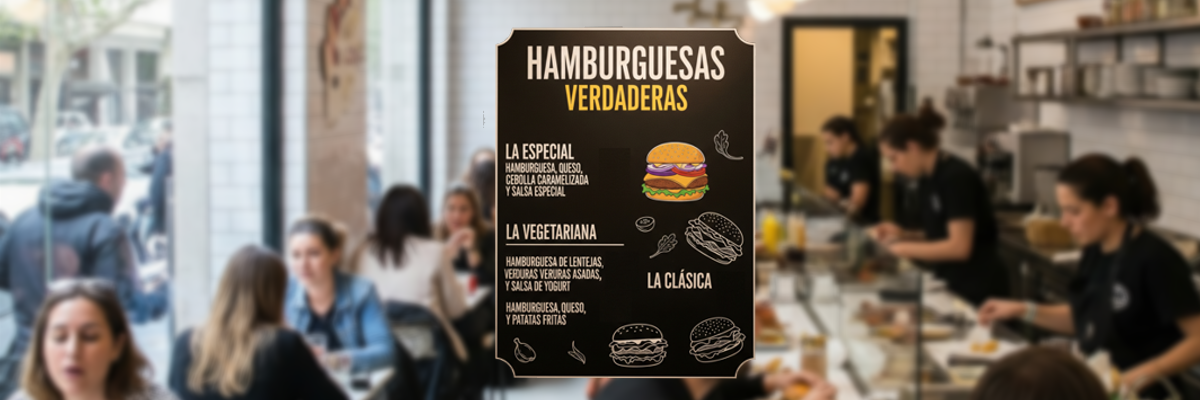 HAMBURGUESAS
VERDADERAS
LA ESPECIAL
HAMBURGUESA, QUESO,
CEBOLLA CARAMELIZADA
Y SALSA ESPECIAL
LA VEGETARIANA
HAMBURGUESA DE LENTEJAS,
VERDURAS VERURAS ASADAS,
Y SALSA DE YOGURT
HAMBURGUESA, QUESO,
Y PATATAS FRITAS
LA CLÁSICA